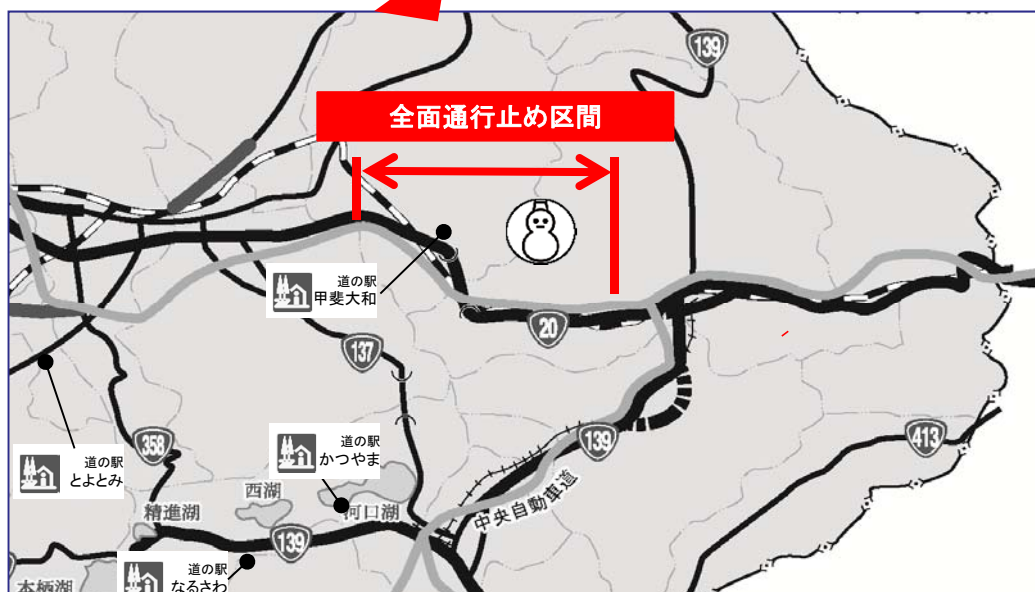 139
全面通行止め区間
道の駅
甲斐大和
20
137
道の駅
とよとみ
358
道の駅
かつやま
139
413
西湖
精進湖
河口湖
中央自動車道
139
道の駅
なるさわ
本栖湖